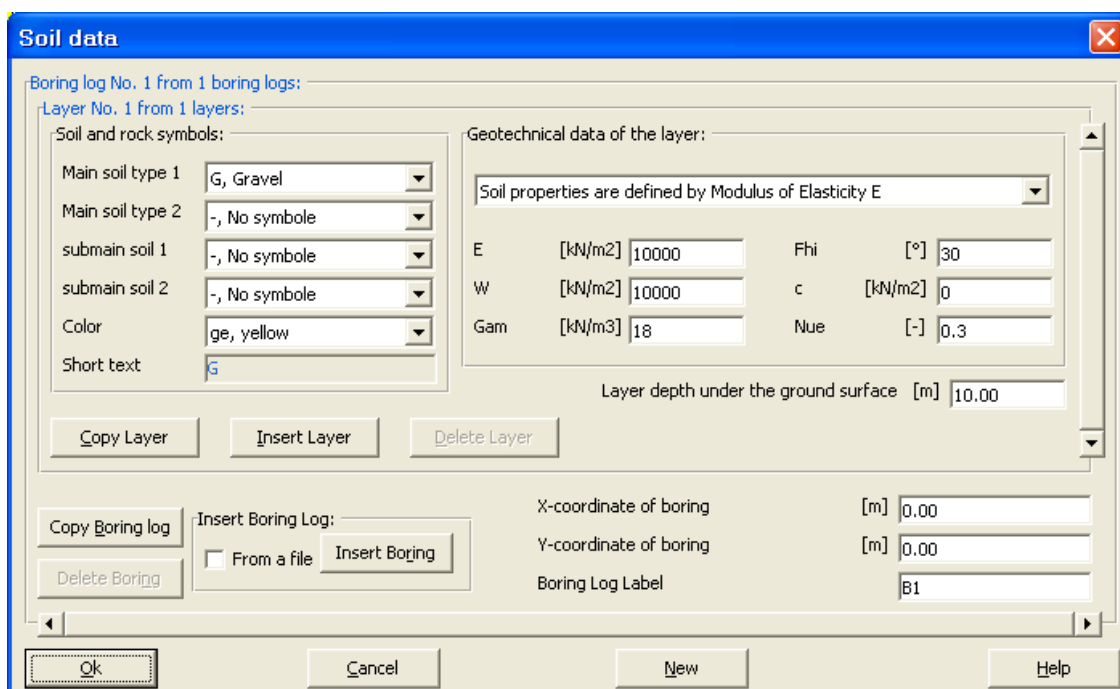 Soil data
Boring log No. 1 from 1 boring logs:
Layer No. 1 from 1 layers:
Soil and rock symbols:
Main soil type 1 G, Gravel
Main soil type 2 -, No symbole
submain soil 1 -, No symbole
submain soil 2 -, No symbole
Color ge, yellow
Short text G
Geotechnical data of the layer:
Soil properties are defined by Modulus of Elasticity E
E [kN/m2] 10000 Fhi [°] 30
W [kN/m2] 10000 c [kN/m2] 0
Gam [kN/m3] 18 Nue [-] 0.3
Layer depth under the ground surface [m] 10.00
Copy Layer Insert Layer Delete Layer
Copy Boring log
Delete Boring
Insert Boring Log:
From a file Insert Boring
X-coordinate of boring [m] 0.00
Y-coordinate of boring [m] 0.00
Boring Log Label B1
Ok Cancel New Help